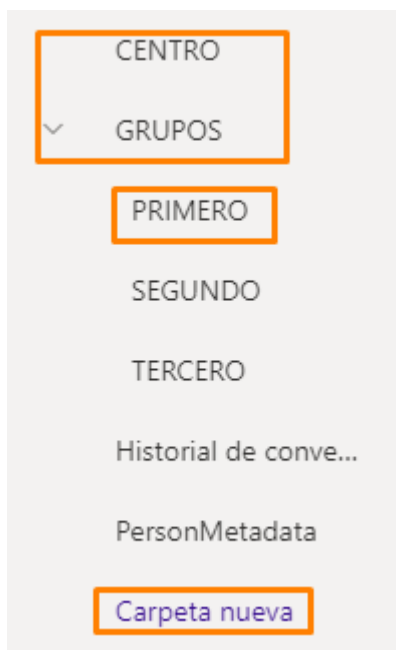 CENTRO
GRUPOS
PRIMERO
SEGUNDO
TERCERO
Historial de conve...
PersonMetadata
Carpeta nueva